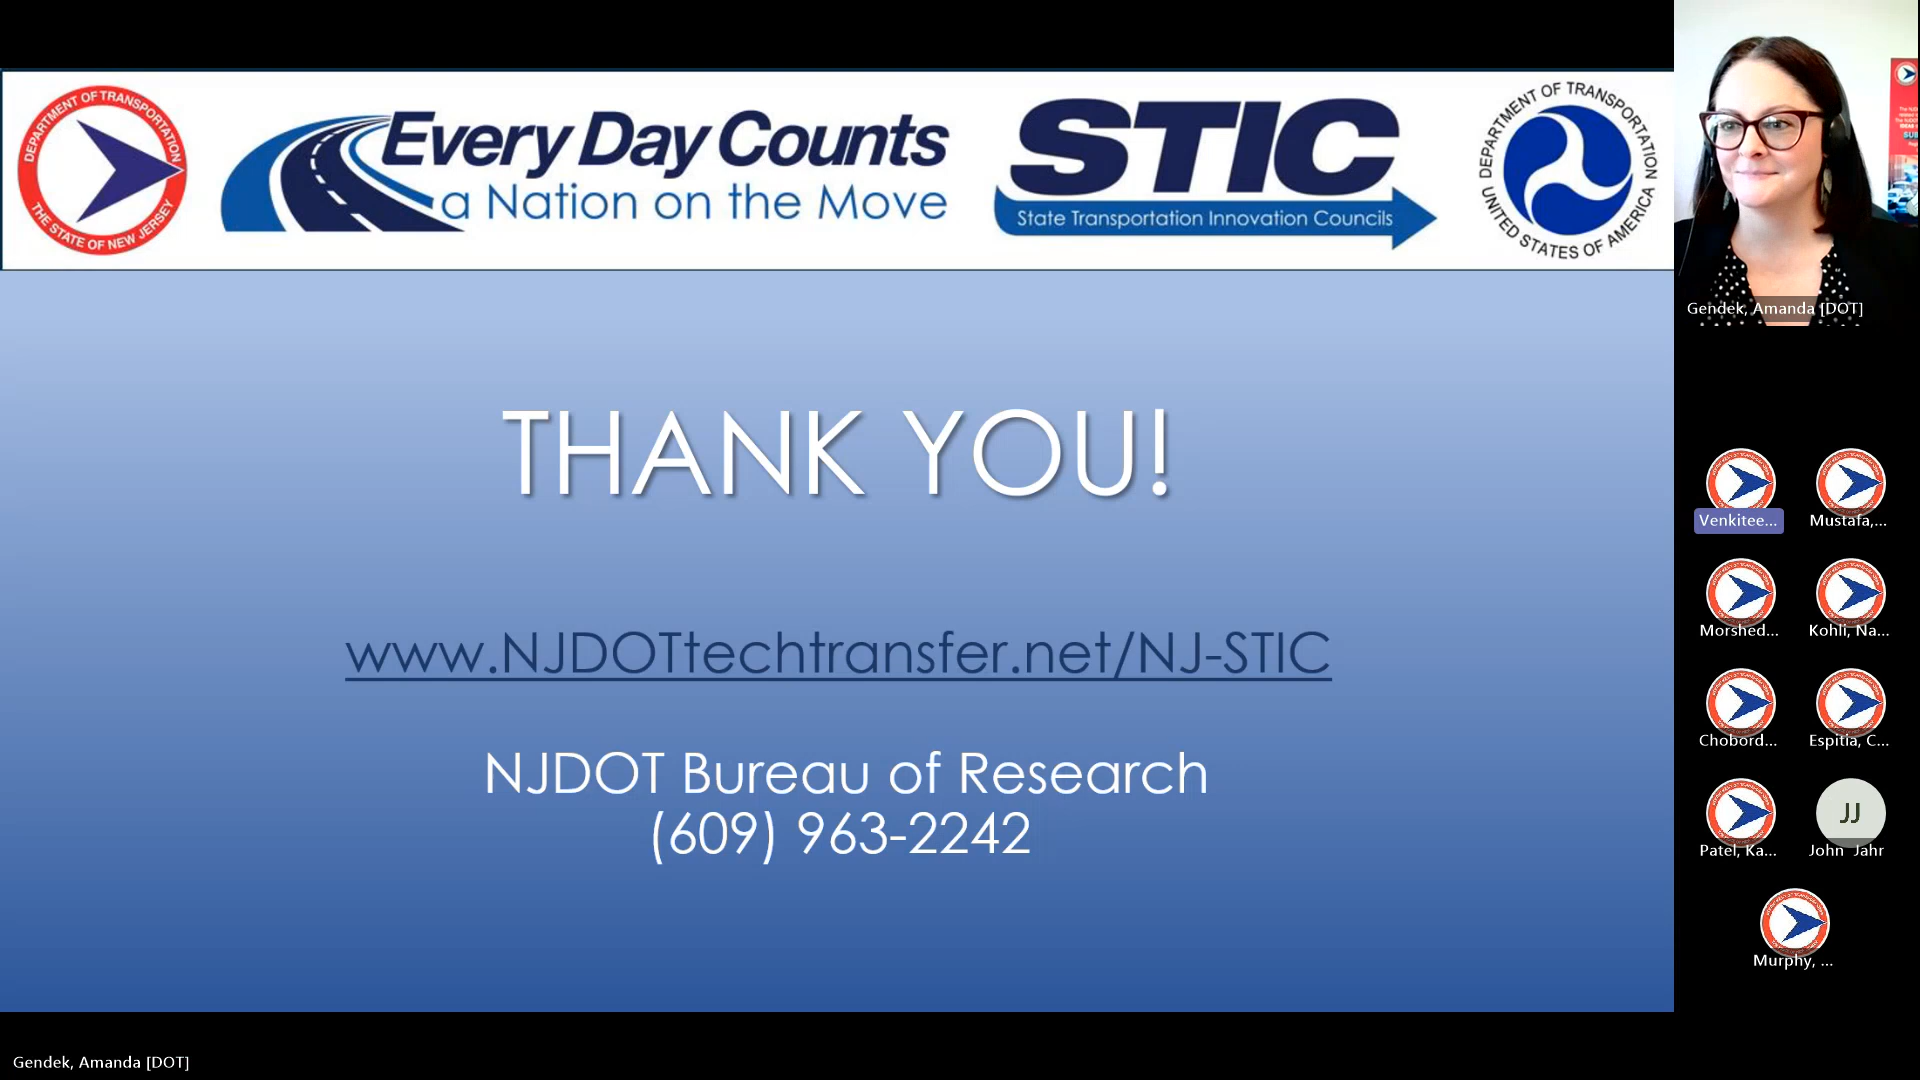 DEPARTMENT OF TRANSPORTATION
THE STATE OF NEW JERSEY
Every Day Counts
a Nation on the Move
STIC
State Transportation Innovation Councils
DEPARTMENT OF TRANSPORTATION
UNITED STATES OF AMERICA
THANK YOU!
www.NJDOTtechtransfer.net/NJ-STIC
NJDOT Bureau of Research
(609) 963-2242
Gendek, Amanda [DOT]
Venkitee...
Mustafa,...
Morshed...
Kohli, Na...
Chobord...
Espitia, C...
Patel, Ka...
JJ
John Jahr
Murphy, ...
Gendek, Amanda [DOT]